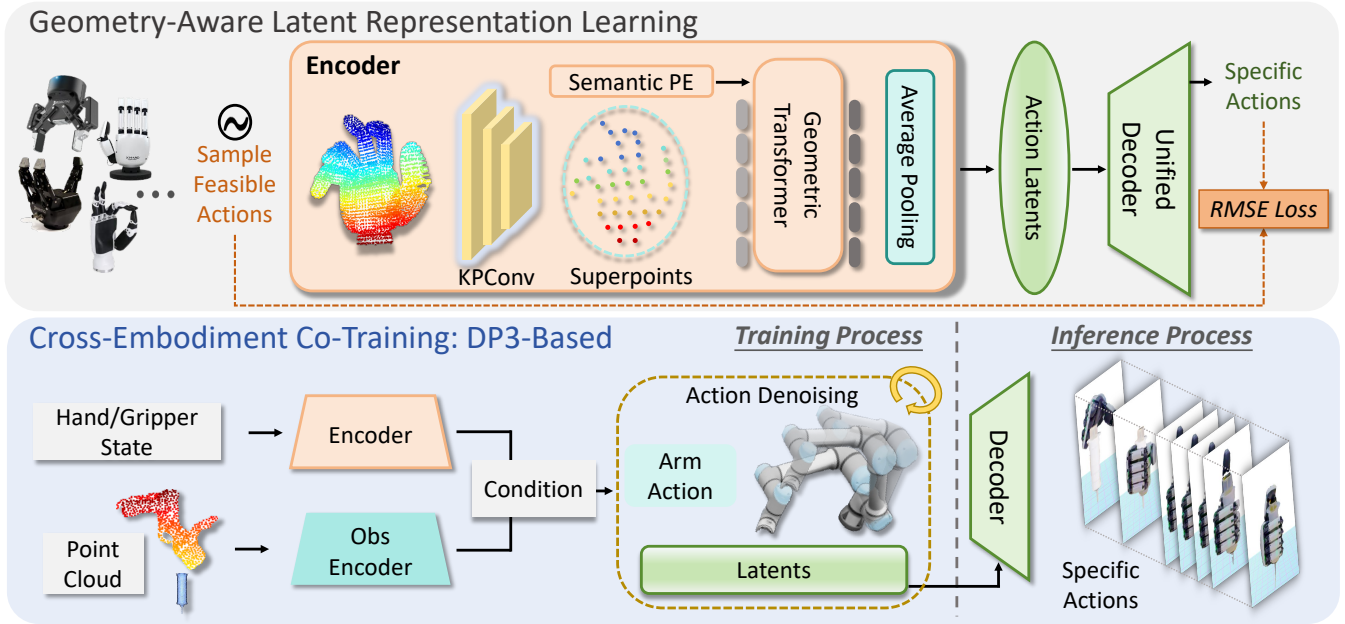 Geometry-Aware Latent Representation Learning
Sample
Feasible
Actions
Encoder
KPConv
Semantic PE
Superpoints
Geometric
Transformer
Average Pooling
Action Latents
Unified
Decoder
Specific
Actions
RMSE Loss
Cross-Embodiment Co-Training: DP3-Based
Training Process
Inference Process
Hand/Gripper
State
Point
Cloud
Encoder
Obs
Encoder
Condition
Action Denoising
Arm
Action
Latents
Decoder
Specific
Actions